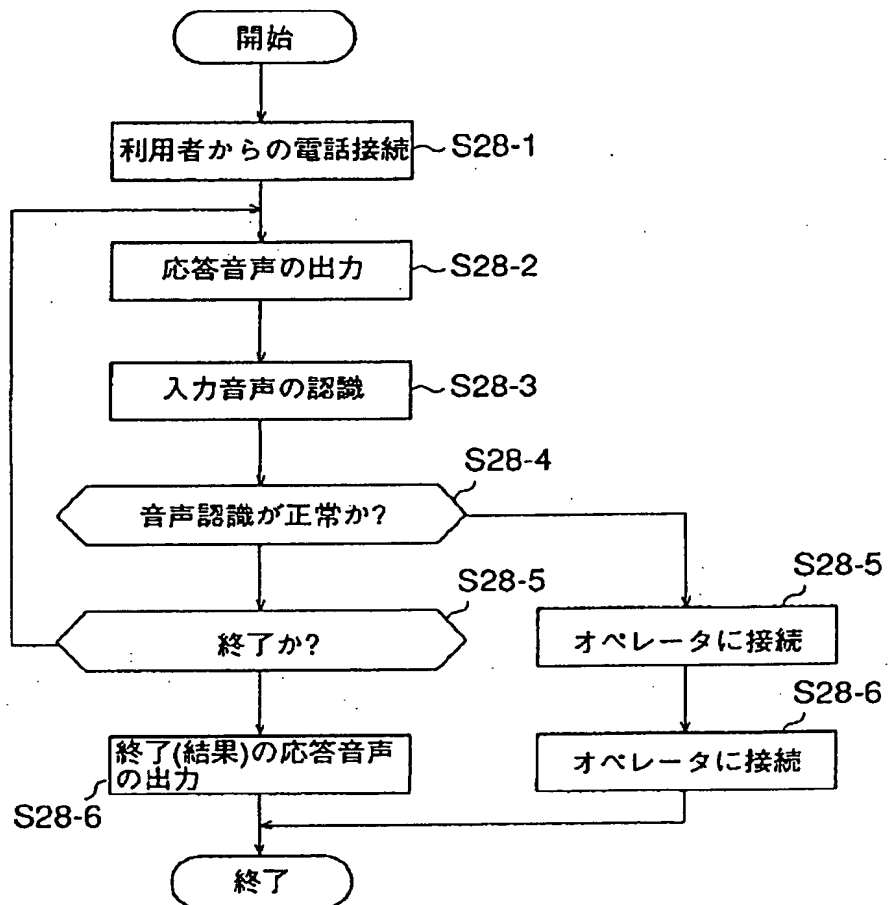 開始
利用者からの電話接続
S28-1
応答音声の出力
S28-2
入力音声の認識
S28-3
S28-4
音声認識が正常か?
S28-5
終了か?
S28-5
オペレータに接続
S28-6
オペレータに接続
終了(結果)の応答音声
の出力
S28-6
終了